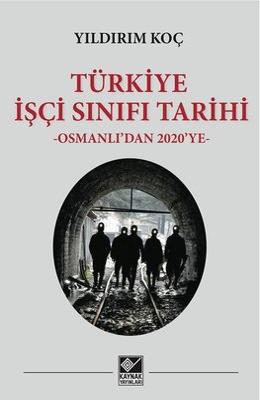 YILDIRIM KOÇ
TÜRKİYE
İŞÇİ SINIFI TARİHİ
-OSMANLI'DAN 2020'YE-
KAYNAK
YAYINLARI